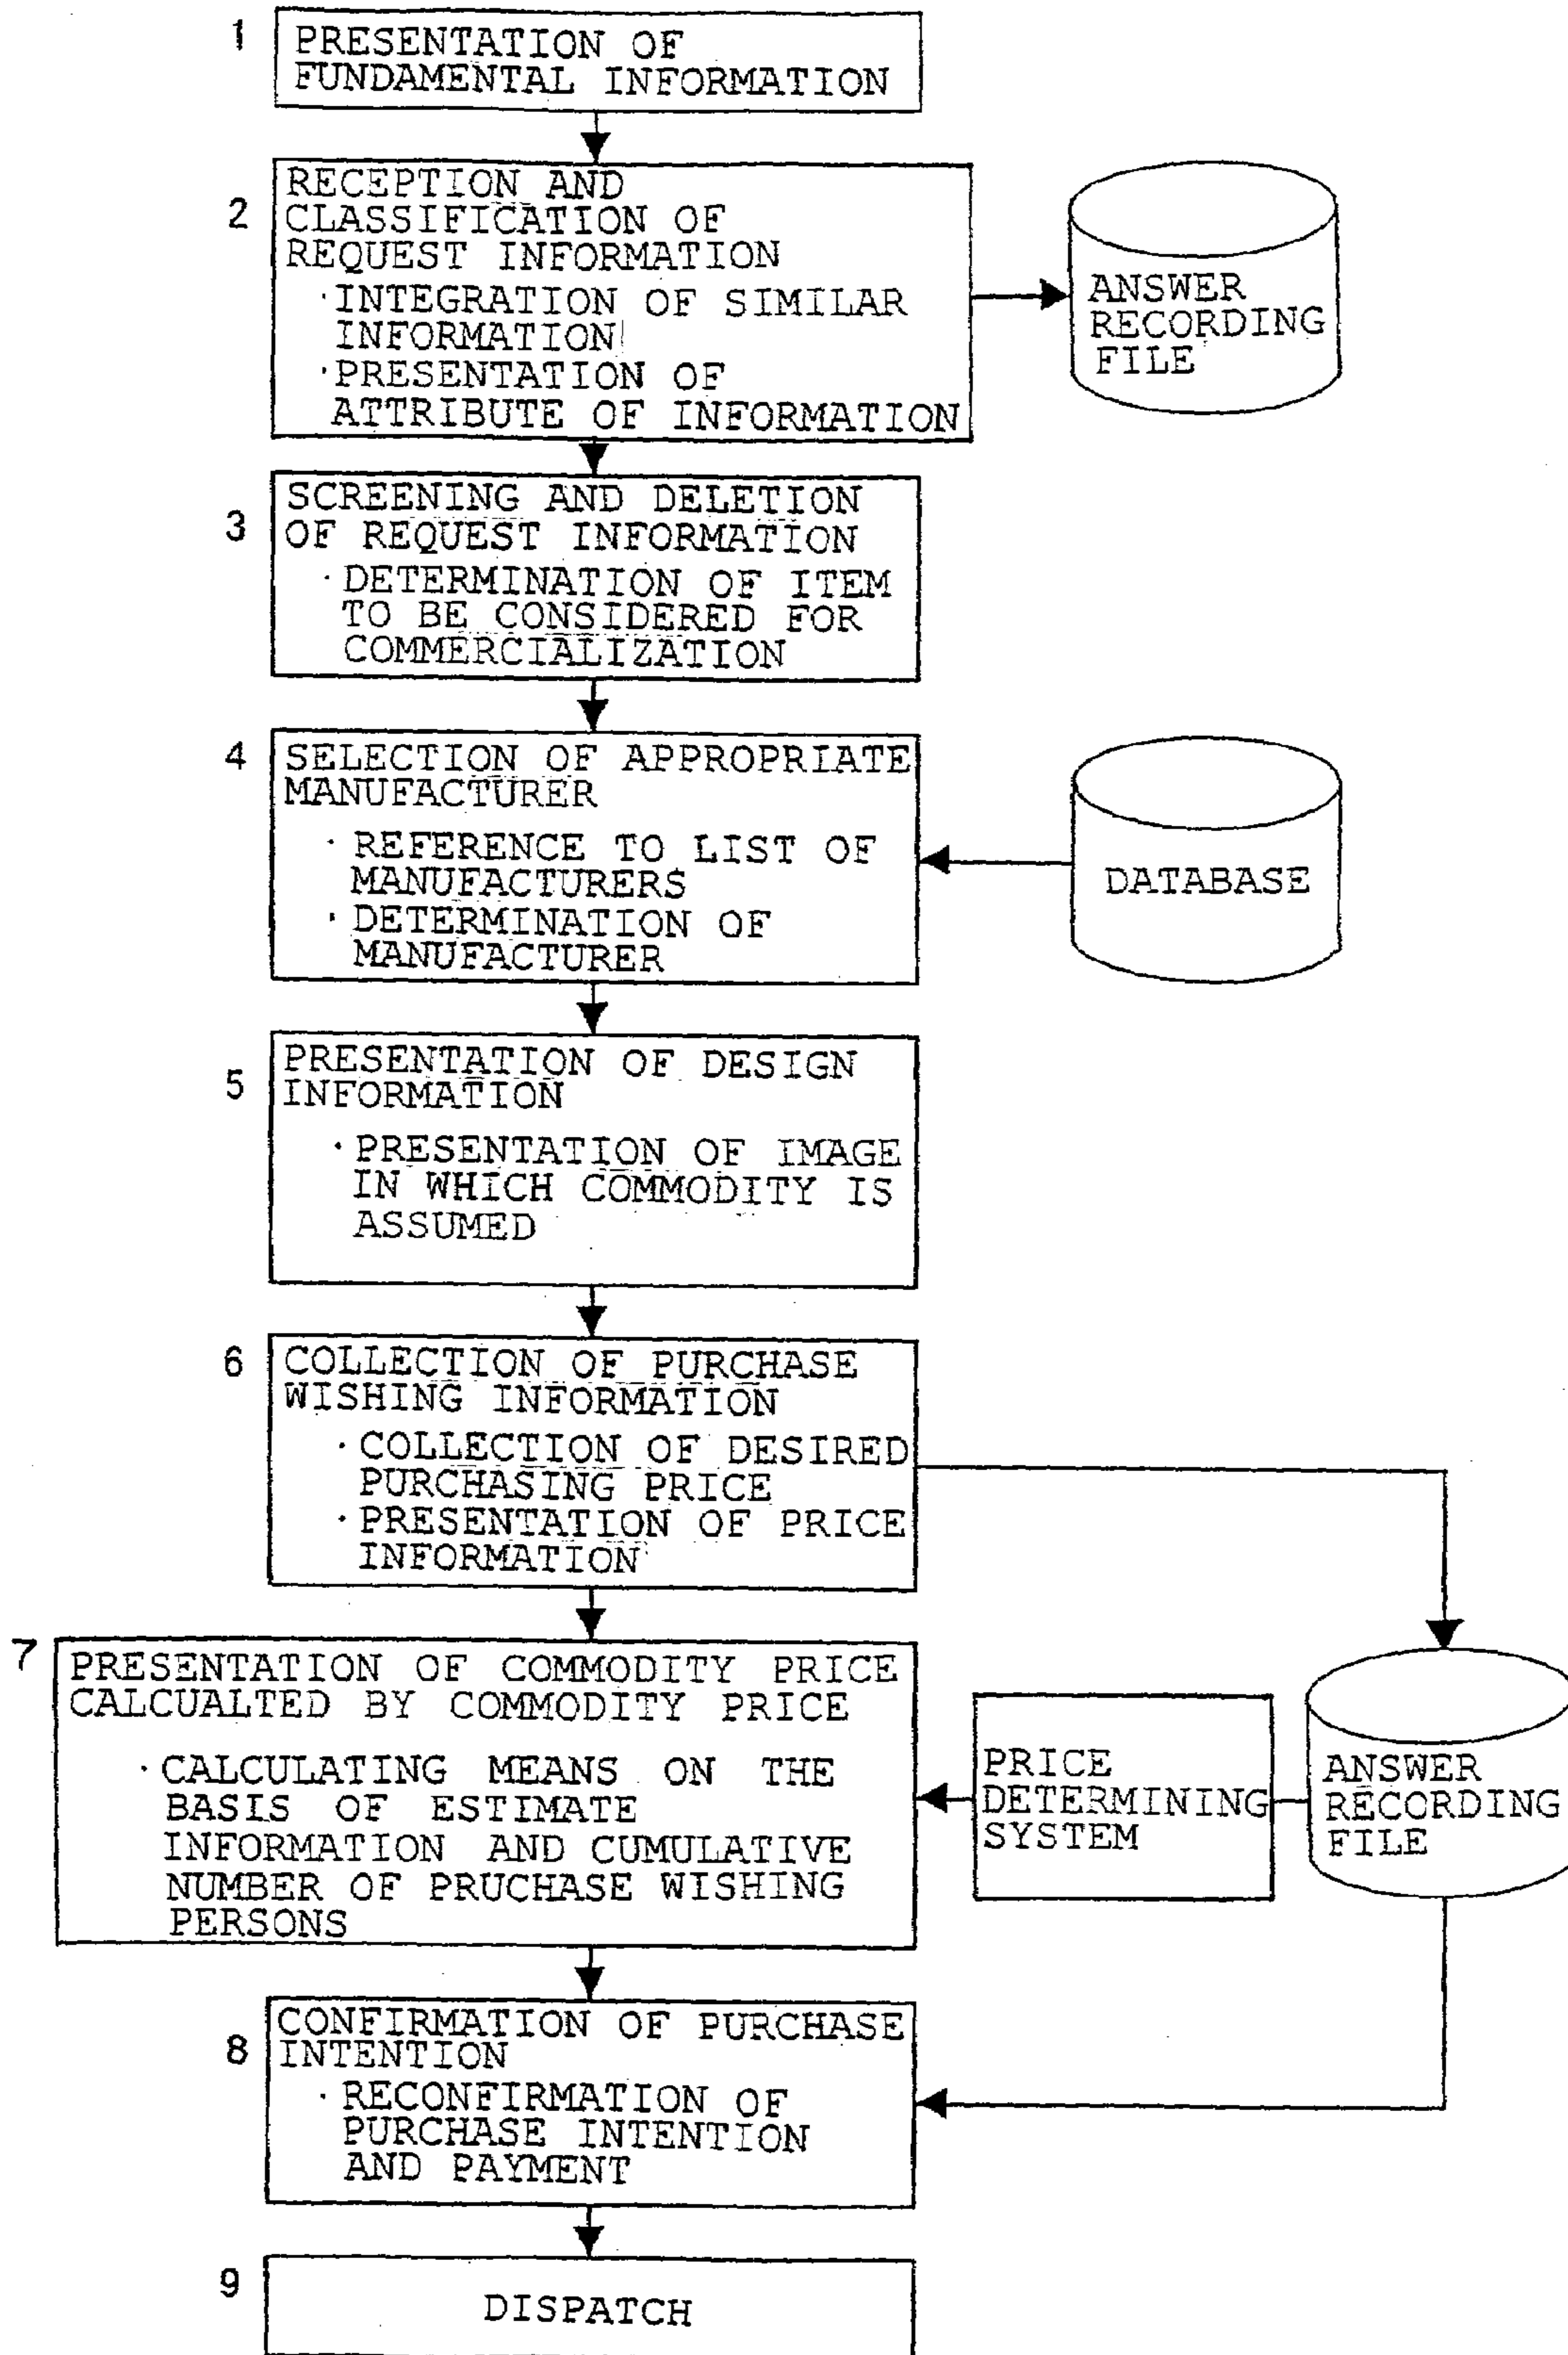 1
PRESENTATION OF
FUNDAMENTAL INFORMATION
2
RECEPTION AND
CLASSIFICATION OF
REQUEST INFORMATION
·INTEGRATION OF SIMILAR
INFORMATION
·PRESENTATION OF
ATTRIBUTE OF INFORMATION
ANSWER
RECORDING
FILE
3
SCREENING AND DELETION
OF REQUEST INFORMATION
·DETERMINATION OF ITEM
TO BE CONSIDERED FOR
COMMERCIALIZATION
4
SELECTION OF APPROPRIATE
MANUFACTURER
· REFERENCE TO LIST OF
MANUFACTURERS
· DETERMINATION OF
MANUFACTURER
DATABASE
5
PRESENTATION OF DESIGN
INFORMATION
·PRESENTATION OF IMAGE
IN WHICH COMMODITY IS
ASSUMED
6
COLLECTION OF PURCHASE
WISHING INFORMATION
·COLLECTION OF DESIRED
PURCHASING PRICE
·PRESENTATION OF PRICE
INFORMATION
7
PRESENTATION OF COMMODITY PRICE
CALCUALTED BY COMMODITY PRICE
·CALCULATING MEANS ON THE
BASIS OF ESTIMATE
INFORMATION AND CUMULATIVE
NUMBER OF PRUCHASE WISHING
PERSONS
PRICE
DETERMINING
SYSTEM
ANSWER
RECORDING
FILE
8
CONFIRMATION OF PURCHASE
INTENTION
·RECONFIRMATION OF
PURCHASE INTENTION
AND PAYMENT
9
DISPATCH